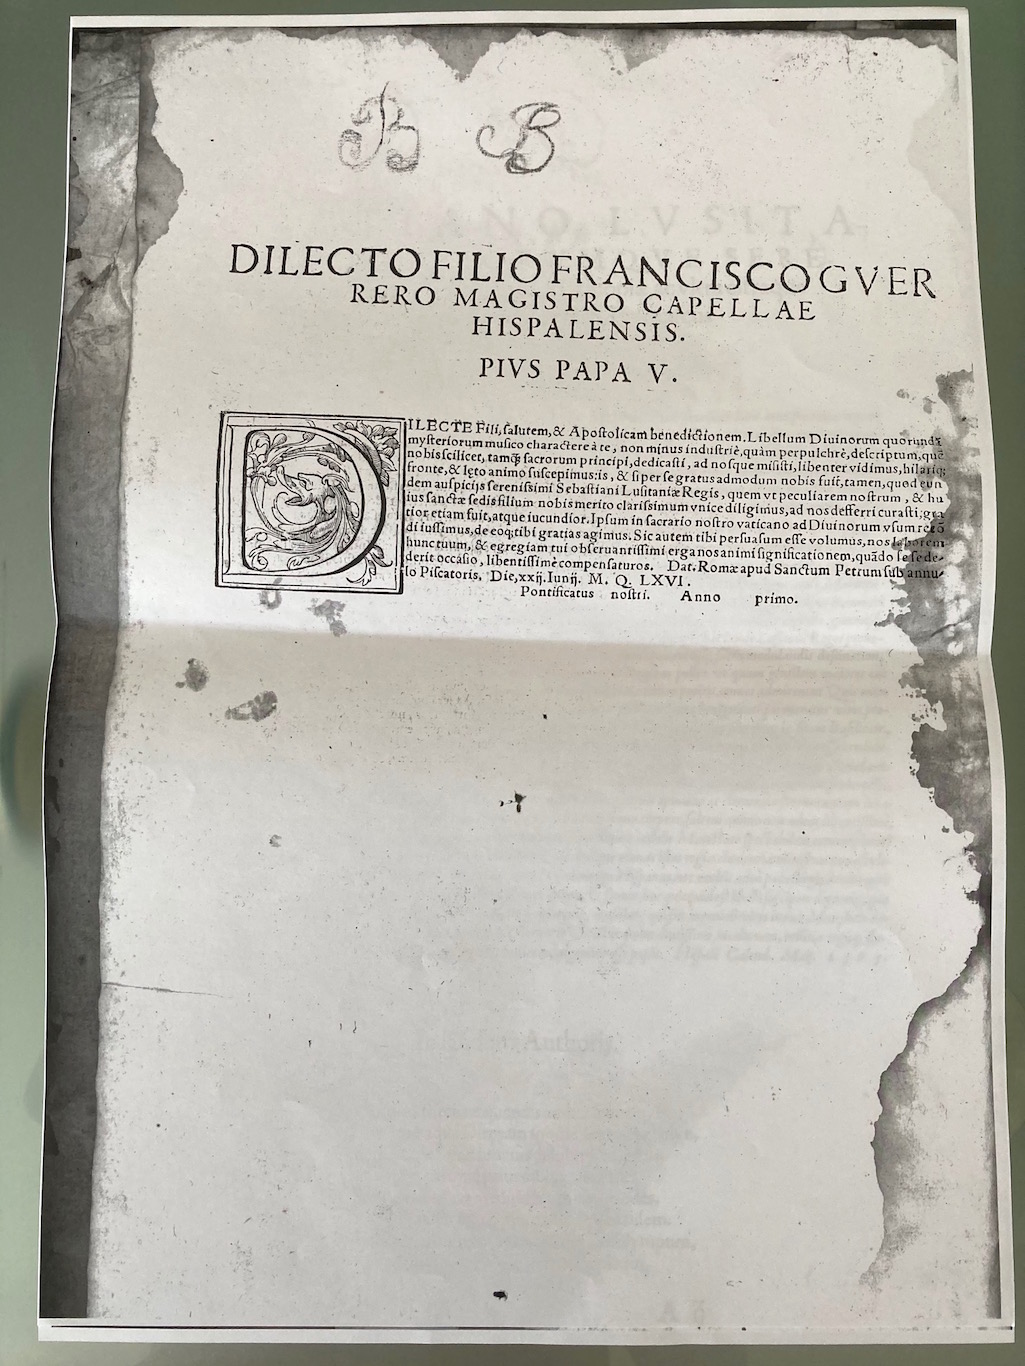 B B
DILECTO FILIO FRANCISCO GVER
RERO MAGISTRO CAPELLAE
HISPALENSIS.
PIVS PAPA V.
DILECTE Fili, ſalutem, & Apoſtolicam benedictionem. Libellum Diuinorum quorundã
myſteriorum muſico charactere à te, non minus induſtriè, quàm perpulchrè, deſcriptum, quẽ
nobis ſcilicet, tamq̃ ſacrorum principi, dedicaſti, ad noſque miſiſti, libenter vidimus, hilariq;
fronte, & lęto animo ſuſcepimus: is, & ſi per ſe gratus admodum nobis fuit, tamen, quod eun
dem auſpicijs ſereniſſimi Sebaſtiani Luſitaniæ Regis, quem vt peculiarem noſtrum, & hu
ius ſanctæ ſedis filium nobis merito clariſſimum vnice diligimus, ad nos defferri curaſti; gra
tior etiam fuit, atque iucundior. Ipſum in ſacrario noſtro vaticano ad Diuinorum vſum
di iuſſimus, de eoq; tibi gratias agimus. Sic autem tibi perſuaſum eſſe volumus, nos laborem
hunc tuum, & egregiam tui obſeruantiſſimi erga nos animi ſignificationem, quãdo ſe ſe de-
derit occaſio, libentiſſimè compenſaturos. Dat. Romæ apud Sanctum Petrum ſub annu-
lo Piſcatoris, Die, xxij. Iunij. M. Q. LXVI.
Pontificatus noſtri. Anno primo.